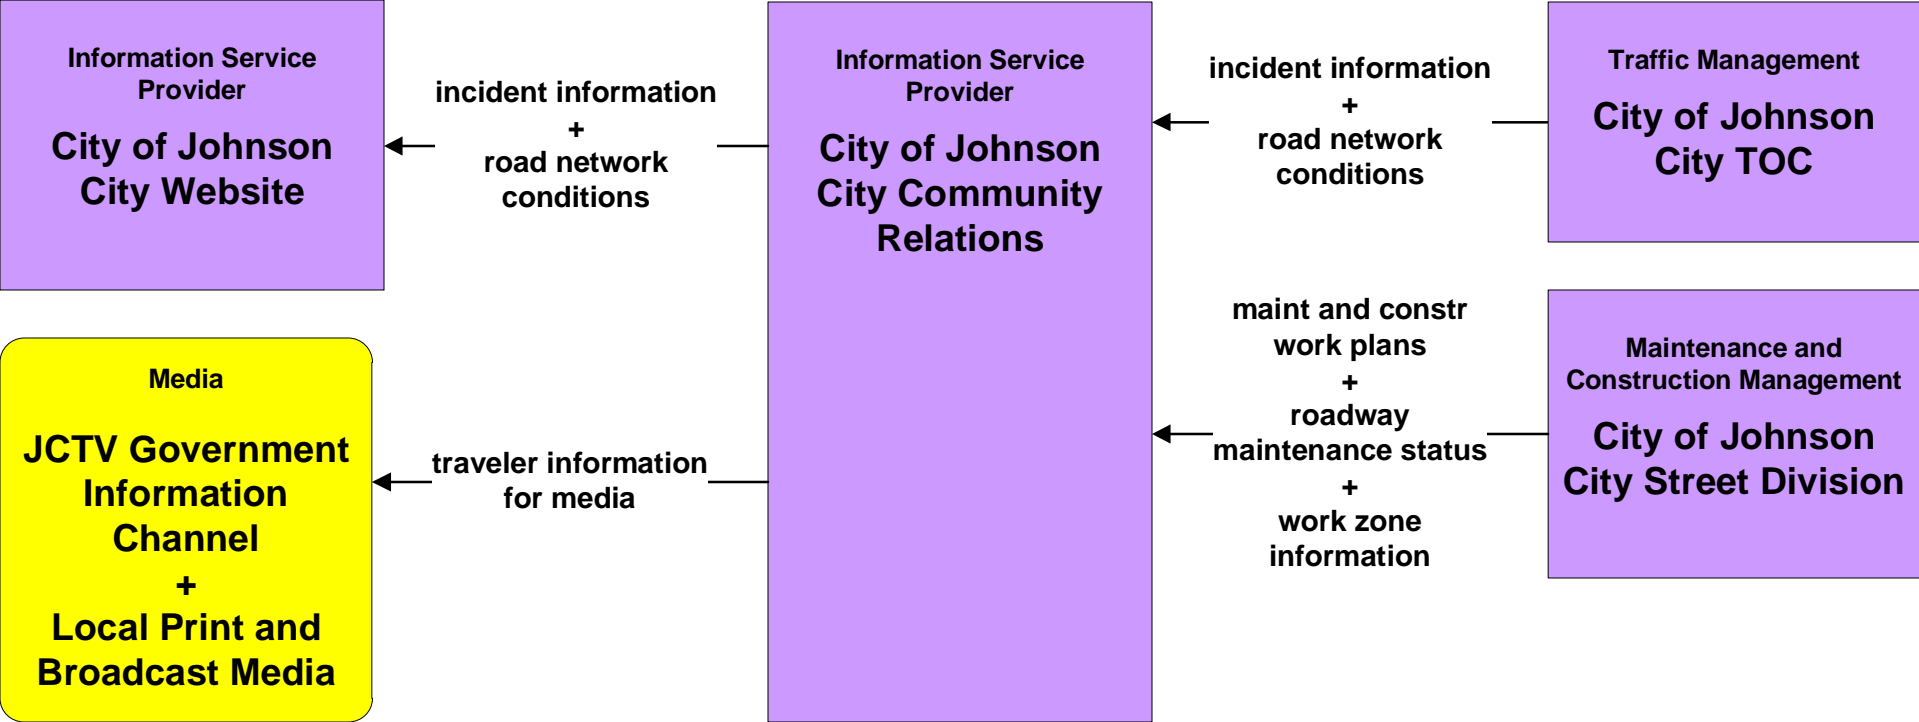 Information Service
Provider
City of Johnson
City Website
incident information
+
road network
conditions
Information Service
Provider
City of Johnson
City Community
Relations
incident information
+
road network
conditions
Traffic Management
City of Johnson
City TOC
Media
JCTV Government
Information
Channel
+
Local Print and
Broadcast Media
traveler information
for media
maint and constr
work plans
+
roadway
maintenance status
+
work zone
information
Maintenance and
Construction Management
City of Johnson
City Street Division